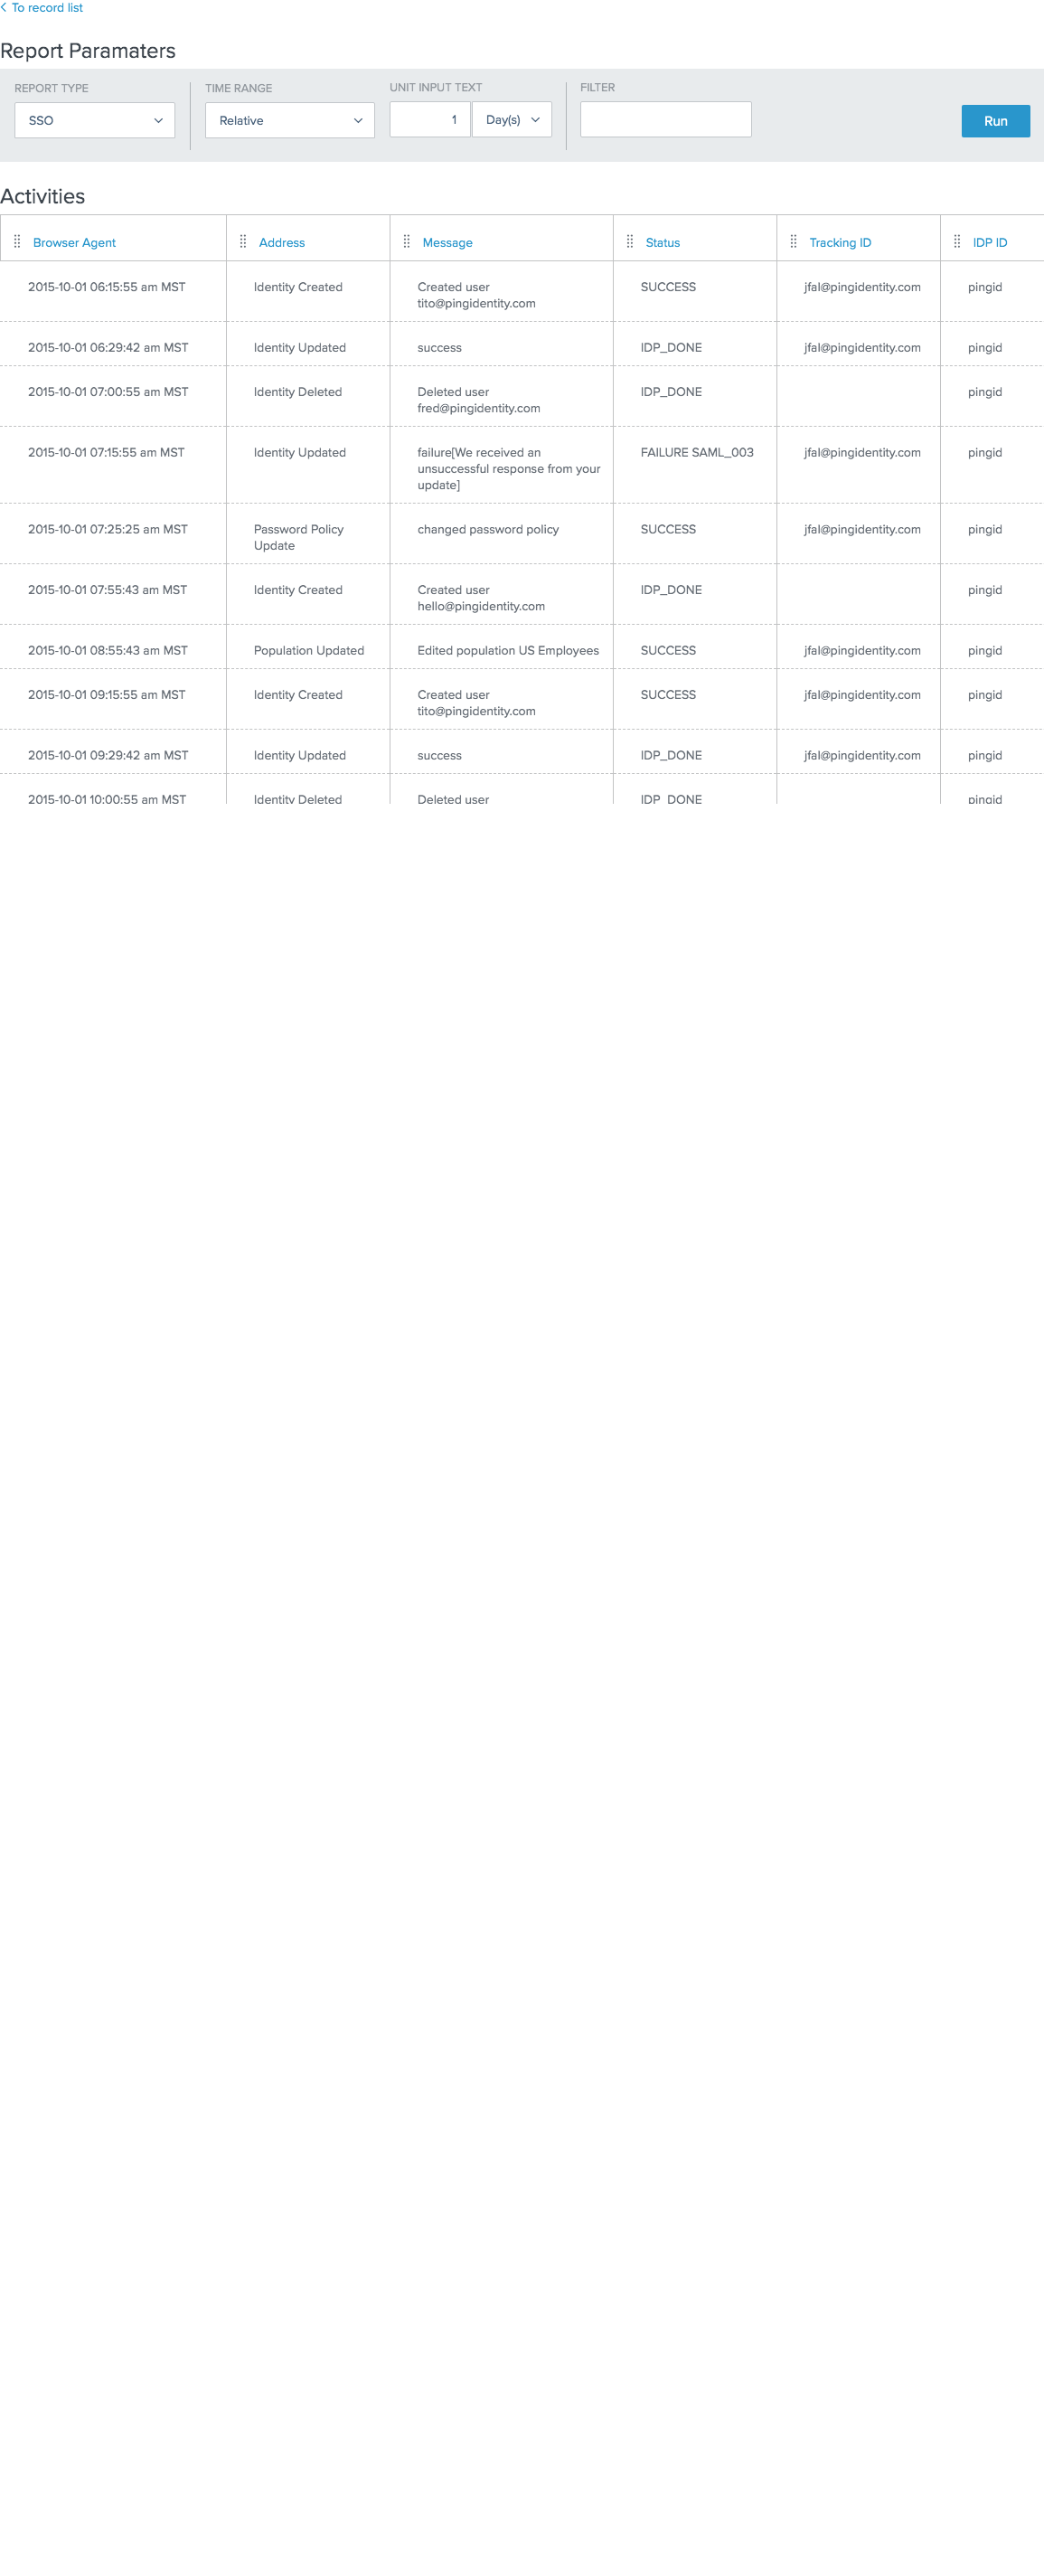 To record list
Report Paramaters
REPORT TYPE TIME RANGE UNIT INPUT TEXT FILTER
SSO Relative 1 Day(s) Run
Activities
Browser Agent Address Message Status Tracking ID IDP ID
2015-10-01 06:15:55 am MST Identity Created Created user SUCCESS jfal@pingidentity.com pingid
tito@pingidentity.com
2015-10-01 06:29:42 am MST Identity Updated success IDP_DONE jfal@pingidentity.com pingid
2015-10-01 07:00:55 am MST Identity Deleted Deleted user IDP_DONE pingid
fred@pingidentity.com
2015-10-01 07:15:55 am MST Identity Updated failure[We received an FAILURE SAML_003 jfal@pingidentity.com pingid
unsuccessful response from your
update]
2015-10-01 07:25:25 am MST Password Policy changed password policy SUCCESS jfal@pingidentity.com pingid
Update
2015-10-01 07:55:43 am MST Identity Created Created user IDP_DONE pingid
hello@pingidentity.com
2015-10-01 08:55:43 am MST Population Updated Edited population US Employees SUCCESS jfal@pingidentity.com pingid
2015-10-01 09:15:55 am MST Identity Created Created user SUCCESS jfal@pingidentity.com pingid
tito@pingidentity.com
2015-10-01 09:29:42 am MST Identity Updated success IDP_DONE jfal@pingidentity.com pingid
2015-10-01 10:00:55 am MST Identity Deleted Deleted user IDP_DONE pingid